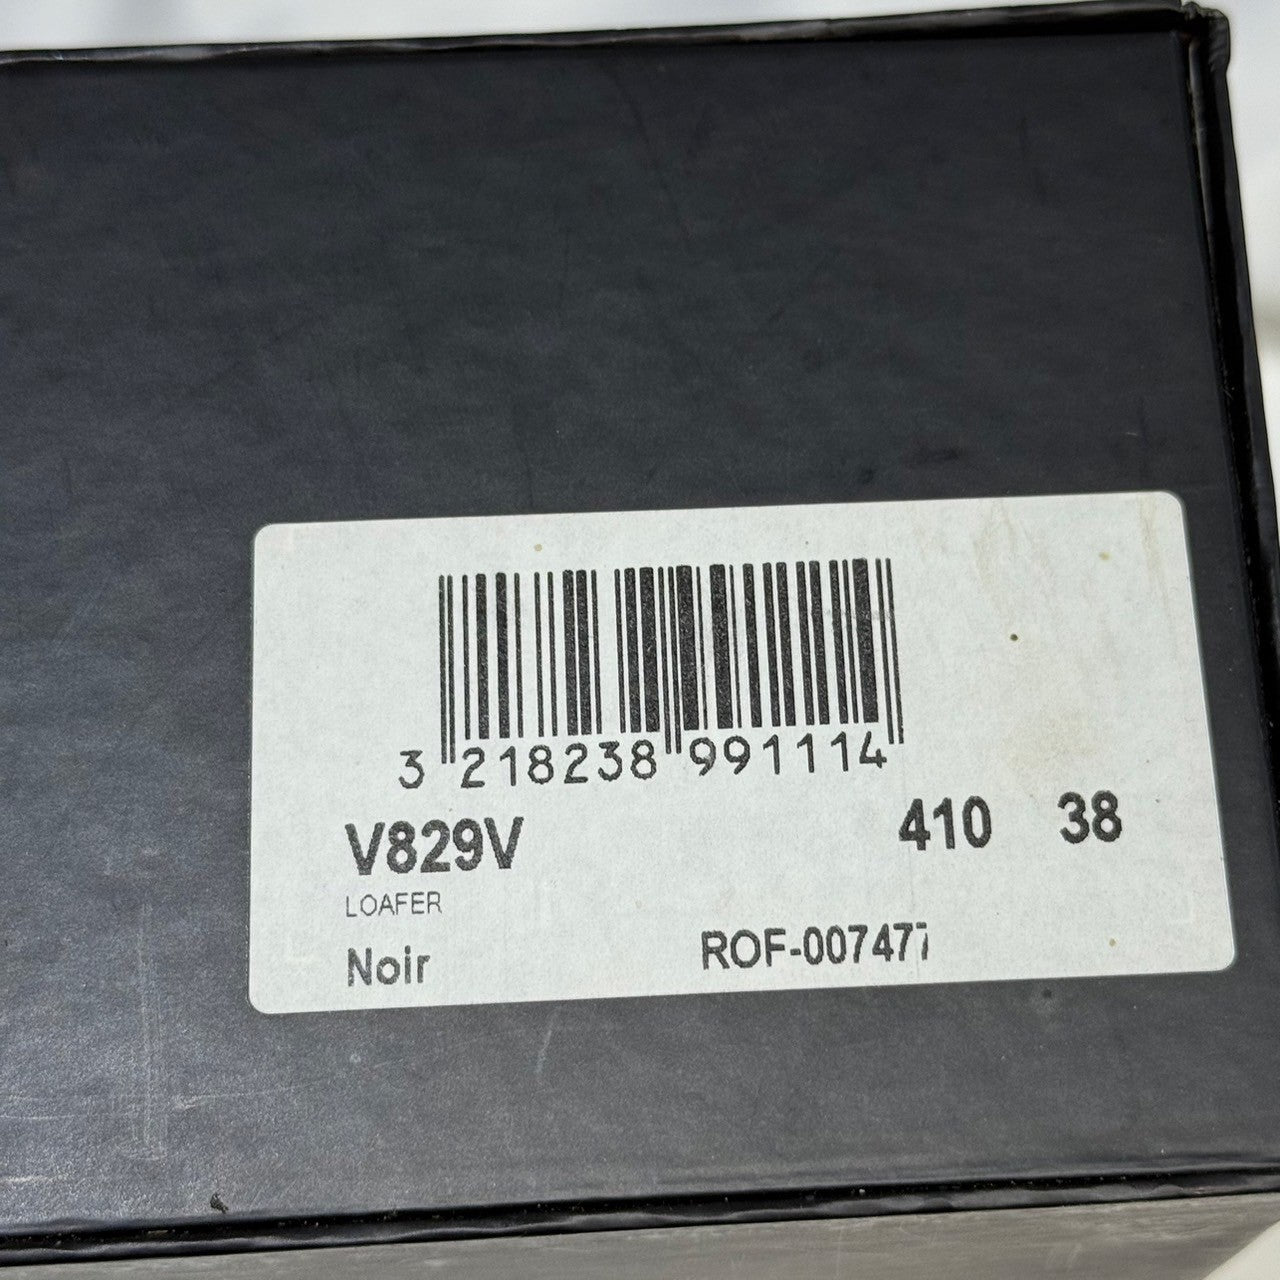 3 218238 991114
V829V 410 38
LOAFER
Noir ROF-007477